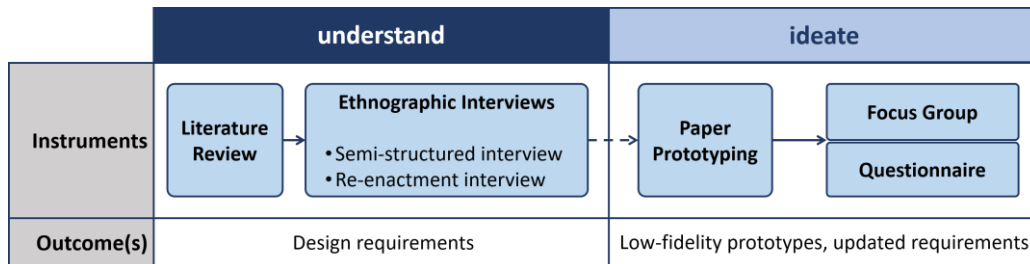 understand
ideate
Instruments
Literature
Review
Ethnographic Interviews
•Semi-structured interview
•Re-enactment interview
Paper
Prototyping
Focus Group
Questionnaire
Outcome(s)
Design requirements
Low-fidelity prototypes, updated requirements